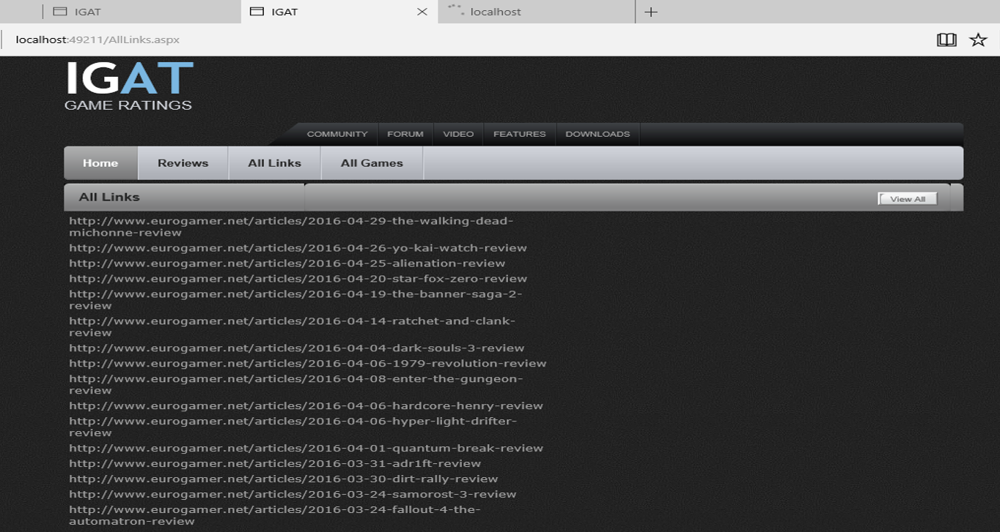 IGAT
IGAT
localhost
localhost:49211/AllLinks.aspx
IGAT
GAME RATINGS
COMMUNITY FORUM VIDEO FEATURES DOWNLOADS
Home Reviews All Links All Games
All Links View All
http://www.eurogamer.net/articles/2016-04-29-the-walking-dead-
michonne-review
http://www.eurogamer.net/articles/2016-04-26-yo-kai-watch-review
http://www.eurogamer.net/articles/2016-04-25-alienation-review
http://www.eurogamer.net/articles/2016-04-20-star-fox-zero-review
http://www.eurogamer.net/articles/2016-04-19-the-banner-saga-2-
review
http://www.eurogamer.net/articles/2016-04-14-ratchet-and-clank-
review
http://www.eurogamer.net/articles/2016-04-04-dark-souls-3-review
http://www.eurogamer.net/articles/2016-04-06-1979-revolution-review
http://www.eurogamer.net/articles/2016-04-08-enter-the-gungeon-
review
http://www.eurogamer.net/articles/2016-04-06-hardcore-henry-review
http://www.eurogamer.net/articles/2016-04-06-hyper-light-drifter-
review
http://www.eurogamer.net/articles/2016-04-01-quantum-break-review
http://www.eurogamer.net/articles/2016-03-31-adr1ft-review
http://www.eurogamer.net/articles/2016-03-30-dirt-rally-review
http://www.eurogamer.net/articles/2016-03-24-samorost-3-review
http://www.eurogamer.net/articles/2016-03-24-fallout-4-the-
automatron-review